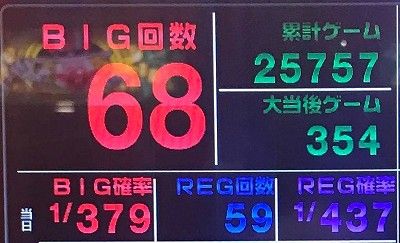 BIG回数
68
累計ゲーム
25757
大当後ゲーム
354
当日
BIG確率
1/379
REG回数
59
REG確率
1/437